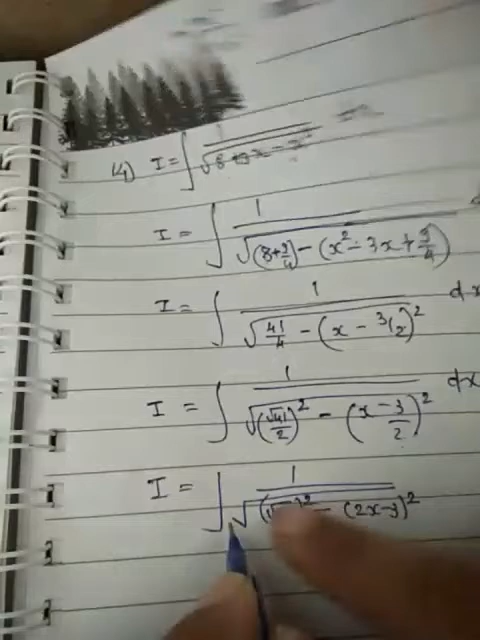 4) I = ∫ 1 / √(8 + 3x - x²)
I = ∫ 1 / √((8+9/4) - (x² - 3x + 9/4))
I = ∫ 1 / √(41/4 - (x - 3/2)²) dx
I = ∫ 1 / √((√41/2)² - (x - 3/2)²) dx
I = ∫ 1 / √( )² - (2x-3)²